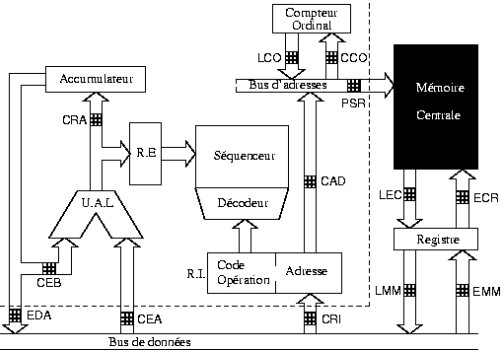 Compteur
Ordinal
LCO
CCO
Accumulateur
Bus d'adresses
PSR
Mémoire
Centrale
CRA
R.E
Séquenceur
U.A.L
Décodeur
CAD
LEC
ECR
R.I.
Code
Opération
Adresse
Registre
CEB
EDA
CEA
CRI
LMM
EMM
Bus de données